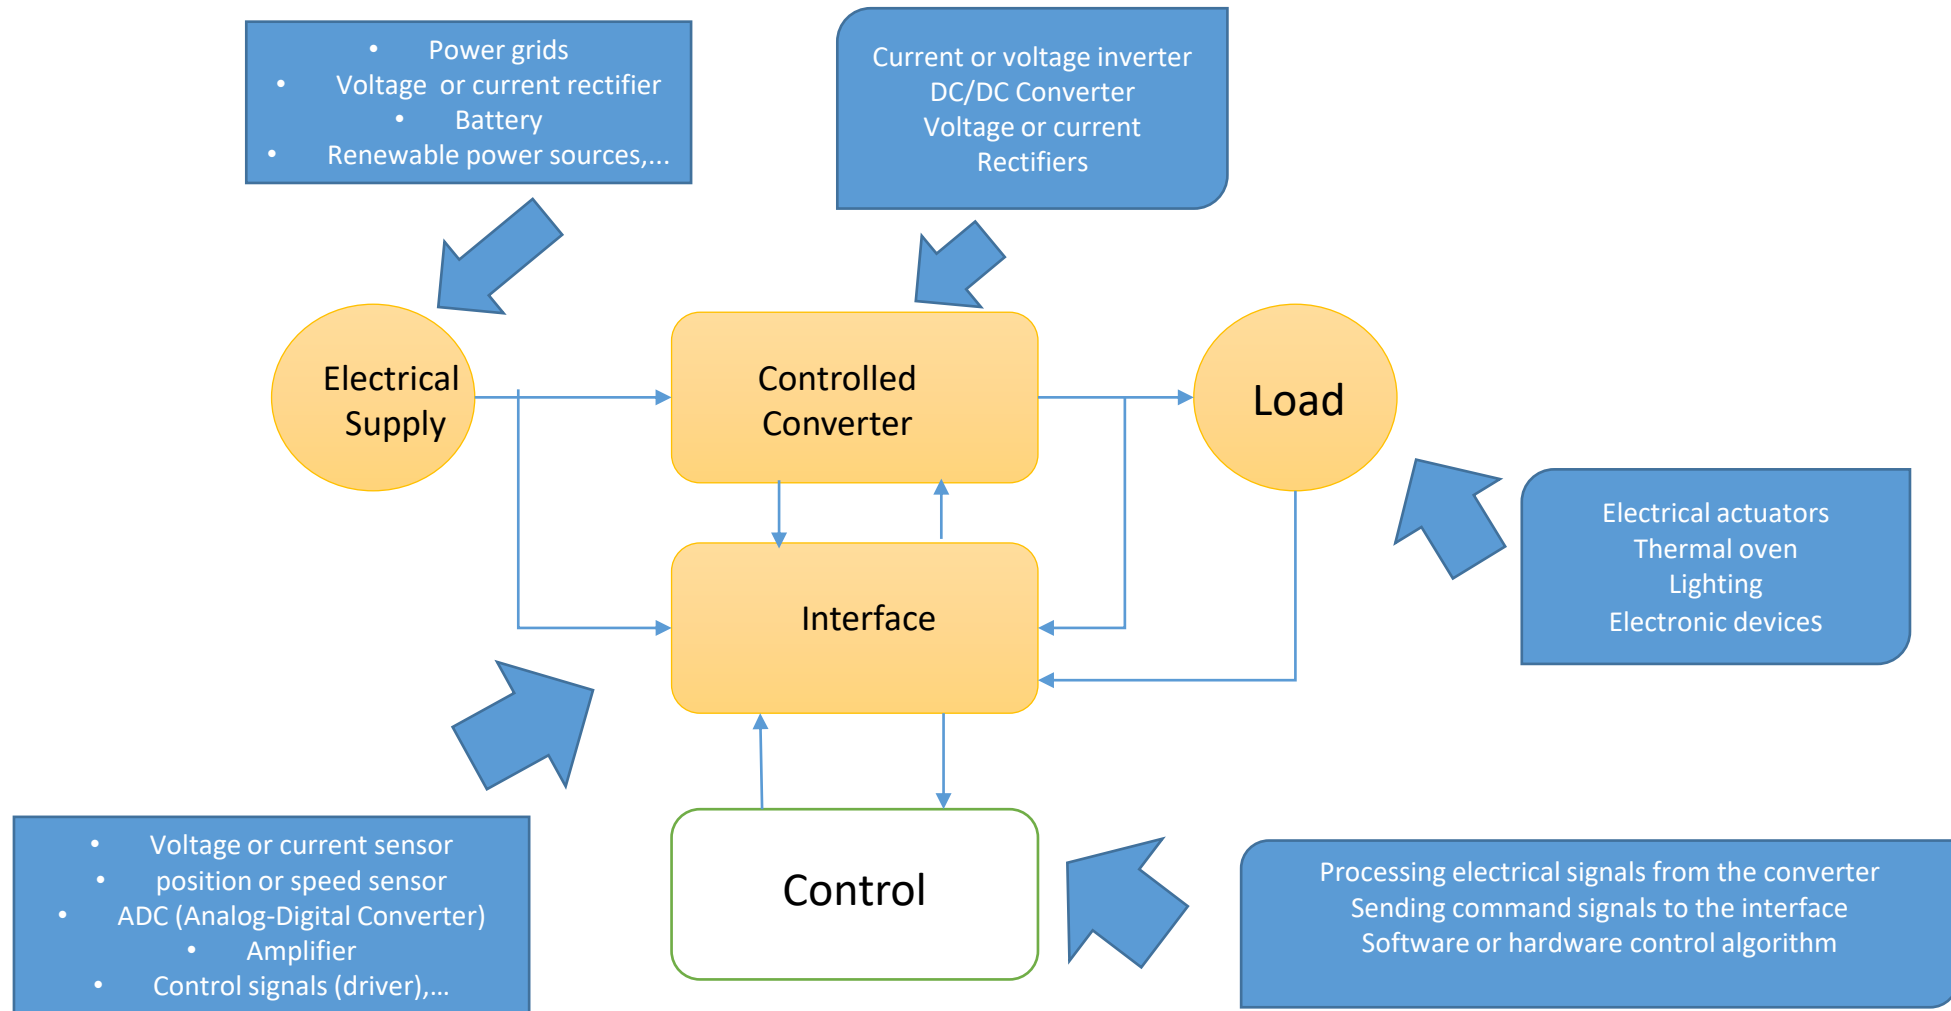 • Power grids
• Voltage or current rectifier
• Battery
• Renewable power sources,...
Current or voltage inverter
DC/DC Converter
Voltage or current
Rectifiers
Electrical
Supply
Controlled
Converter
Load
Electrical actuators
Thermal oven
Lighting
Electronic devices
Interface
• Voltage or current sensor
• position or speed sensor
• ADC (Analog-Digital Converter)
• Amplifier
• Control signals (driver),...
Control
Processing electrical signals from the converter
Sending command signals to the interface
Software or hardware control algorithm